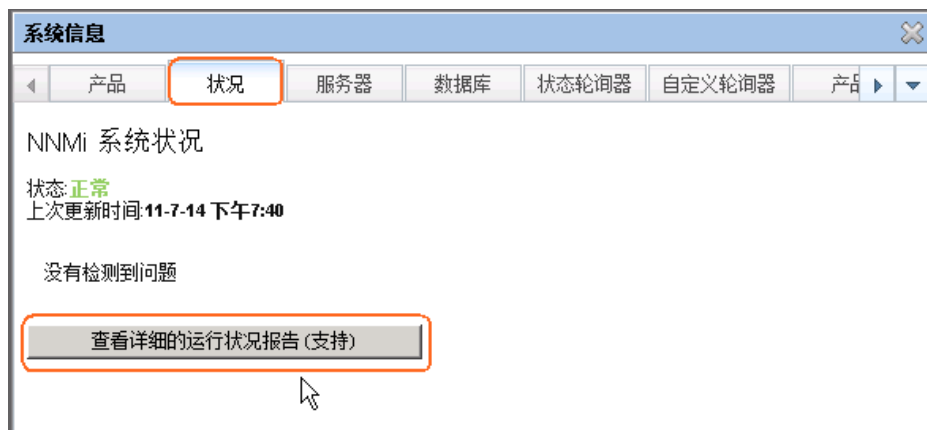 系统信息
产品 状况 服务器 数据库 状态轮询器 自定义轮询器 产品
NNMi 系统状况
状态:正常
上次更新时间:11-7-14 下午7:40
没有检测到问题
查看详细的运行状况报告(支持)